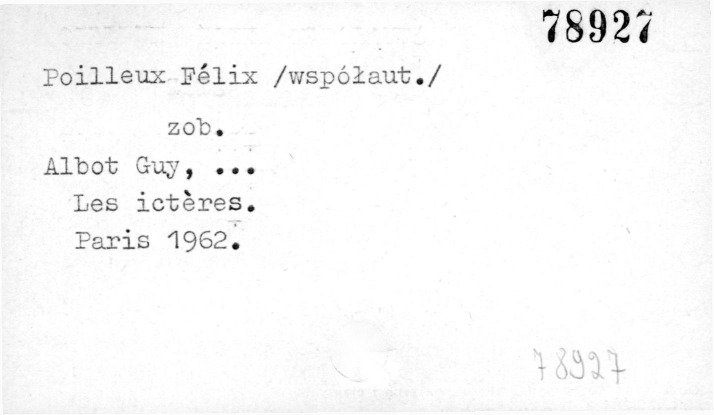 78927
Poilleux Félix /współaut./
zob.
Albot Guy, ...
Les ictères.
Paris 1962.
78927